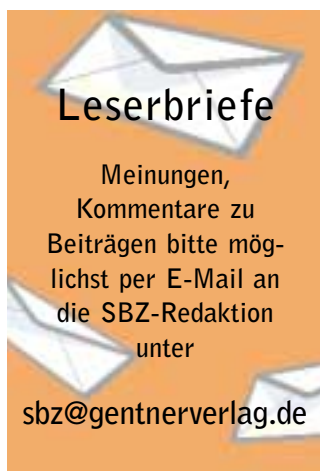 Leserbriefe
Meinungen,
Kommentare zu
Beiträgen bitte mög-
lichst per E-Mail an
die SBZ-Redaktion
unter
sbz@gentnerverlag.de